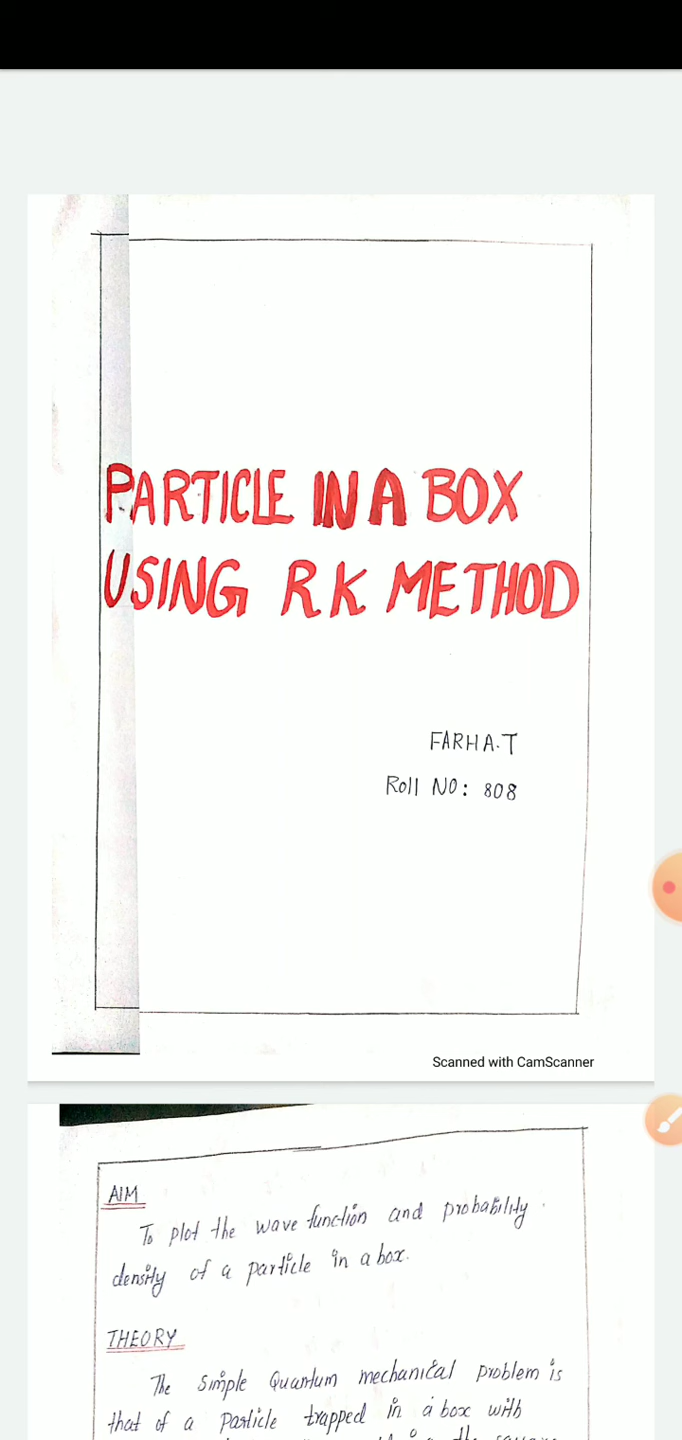 PARTICLE IN A BOX
USING RK METHOD
FARHA.T
Roll NO: 808
Scanned with CamScanner
AIM
To plot the wave function and probability
density of a particle in a box.
THEORY
The simple Quantum mechanical problem is
that of a particle trapped in a box with
the square